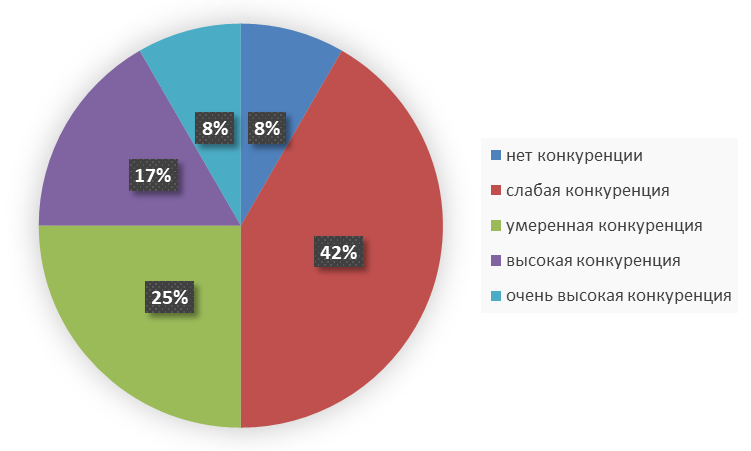 8%
8%
17%
42%
25%
нет конкуренции
слабая конкуренция
умеренная конкуренция
высокая конкуренция
очень высокая конкуренция